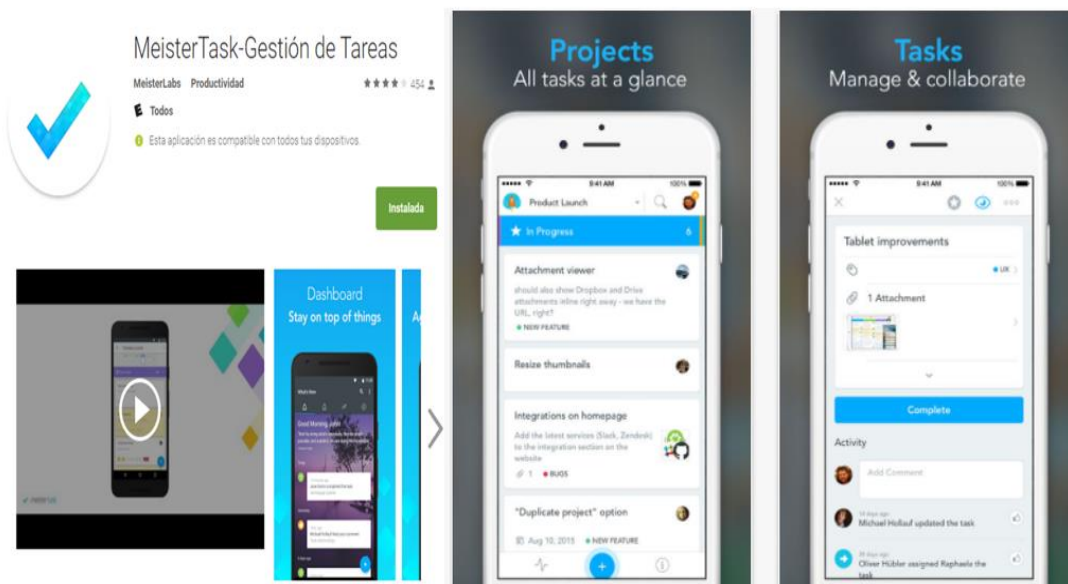 MeisterTask-Gestión de Tareas
MeisterLabs Productividad
454
E Todos
Esta aplicación es compatible con todos tus dispositivos.
Instalada
meistertask
Dashboard
Stay on top of things
What's New
Good Morning, John!
Projects
All tasks at a glance
9:41 AM
100%
Product Launch
In Progress
6
Attachment viewer
should also show Dropbox and Drive
attachments inline right away - we have the
URL, right?
NEW FEATURE
Resize thumbnails
Integrations on homepage
Add the latest services (Slack, Zendesk)
to the integration section on the
website
1
BUGS
"Duplicate project" option
Aug 10, 2015
NEW FEATURE
Tasks
Manage & collaborate
9:41 AM
100%
Tablet improvements
UX
1 Attachment
Complete
Activity
Add Comment
14 days ago
Michael Hollauf updated the task
Oliver Hübler assigned Raphaela the
task